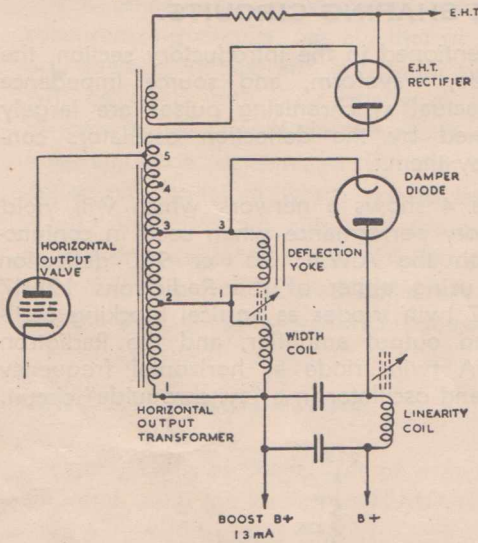 E.H.T.
E.H.T.
RECTIFIER
5
4
3
3
2
1
1
DAMPER
DIODE
HORIZONTAL
OUTPUT
VALVE
DEFLECTION
YOKE
WIDTH
COIL
HORIZONTAL
OUTPUT
TRANSFORMER
LINEARITY
COIL
BOOST B+
13 mA
B+